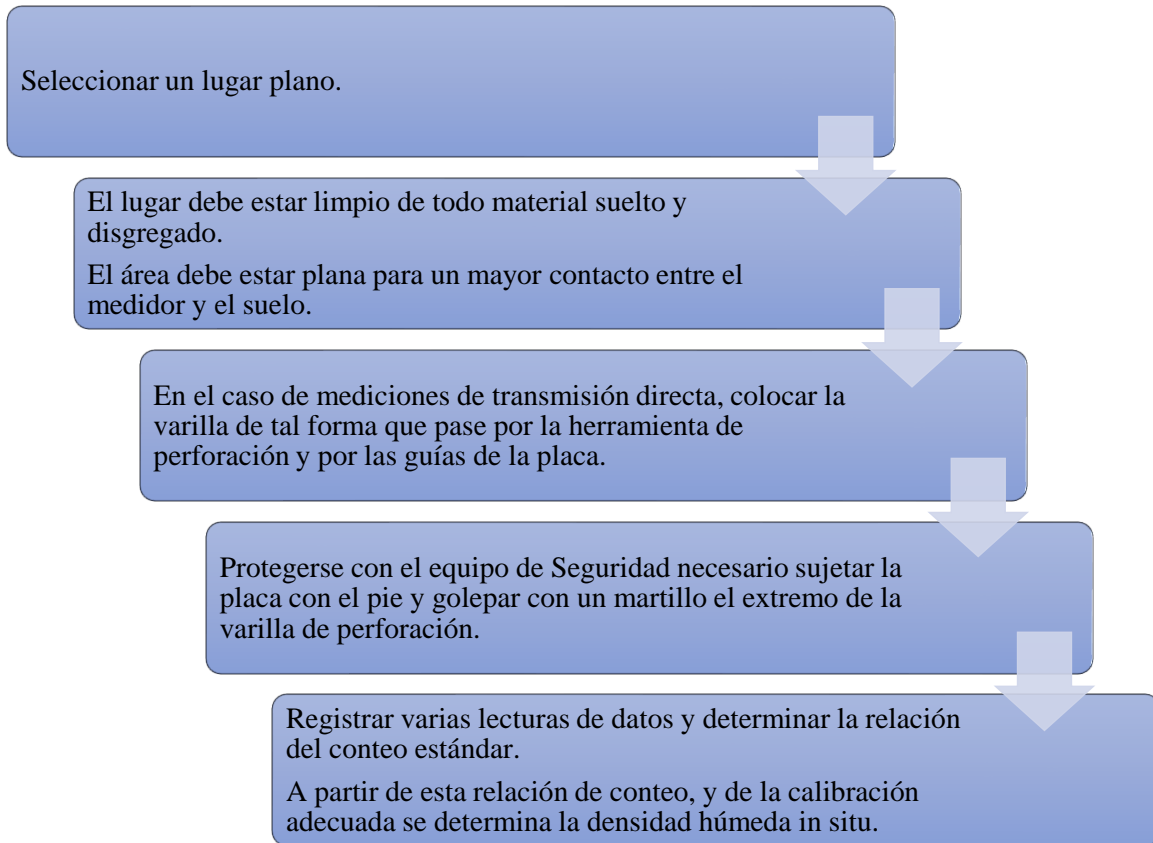 Seleccionar un lugar plano.
El lugar debe estar limpio de todo material suelto y
disgregado.
El área debe estar plana para un mayor contacto entre el
medidor y el suelo.
En el caso de mediciones de transmisión directa, colocar la
varilla de tal forma que pase por la herramienta de
perforación y por las guías de la placa.
Protegerse con el equipo de Seguridad necesario sujetar la
placa con el pie y golepar con un martillo el extremo de la
varilla de perforación.
Registrar varias lecturas de datos y determinar la relación
del conteo estándar.
A partir de esta relación de conteo, y de la calibración
adecuada se determina la densidad húmeda in situ.